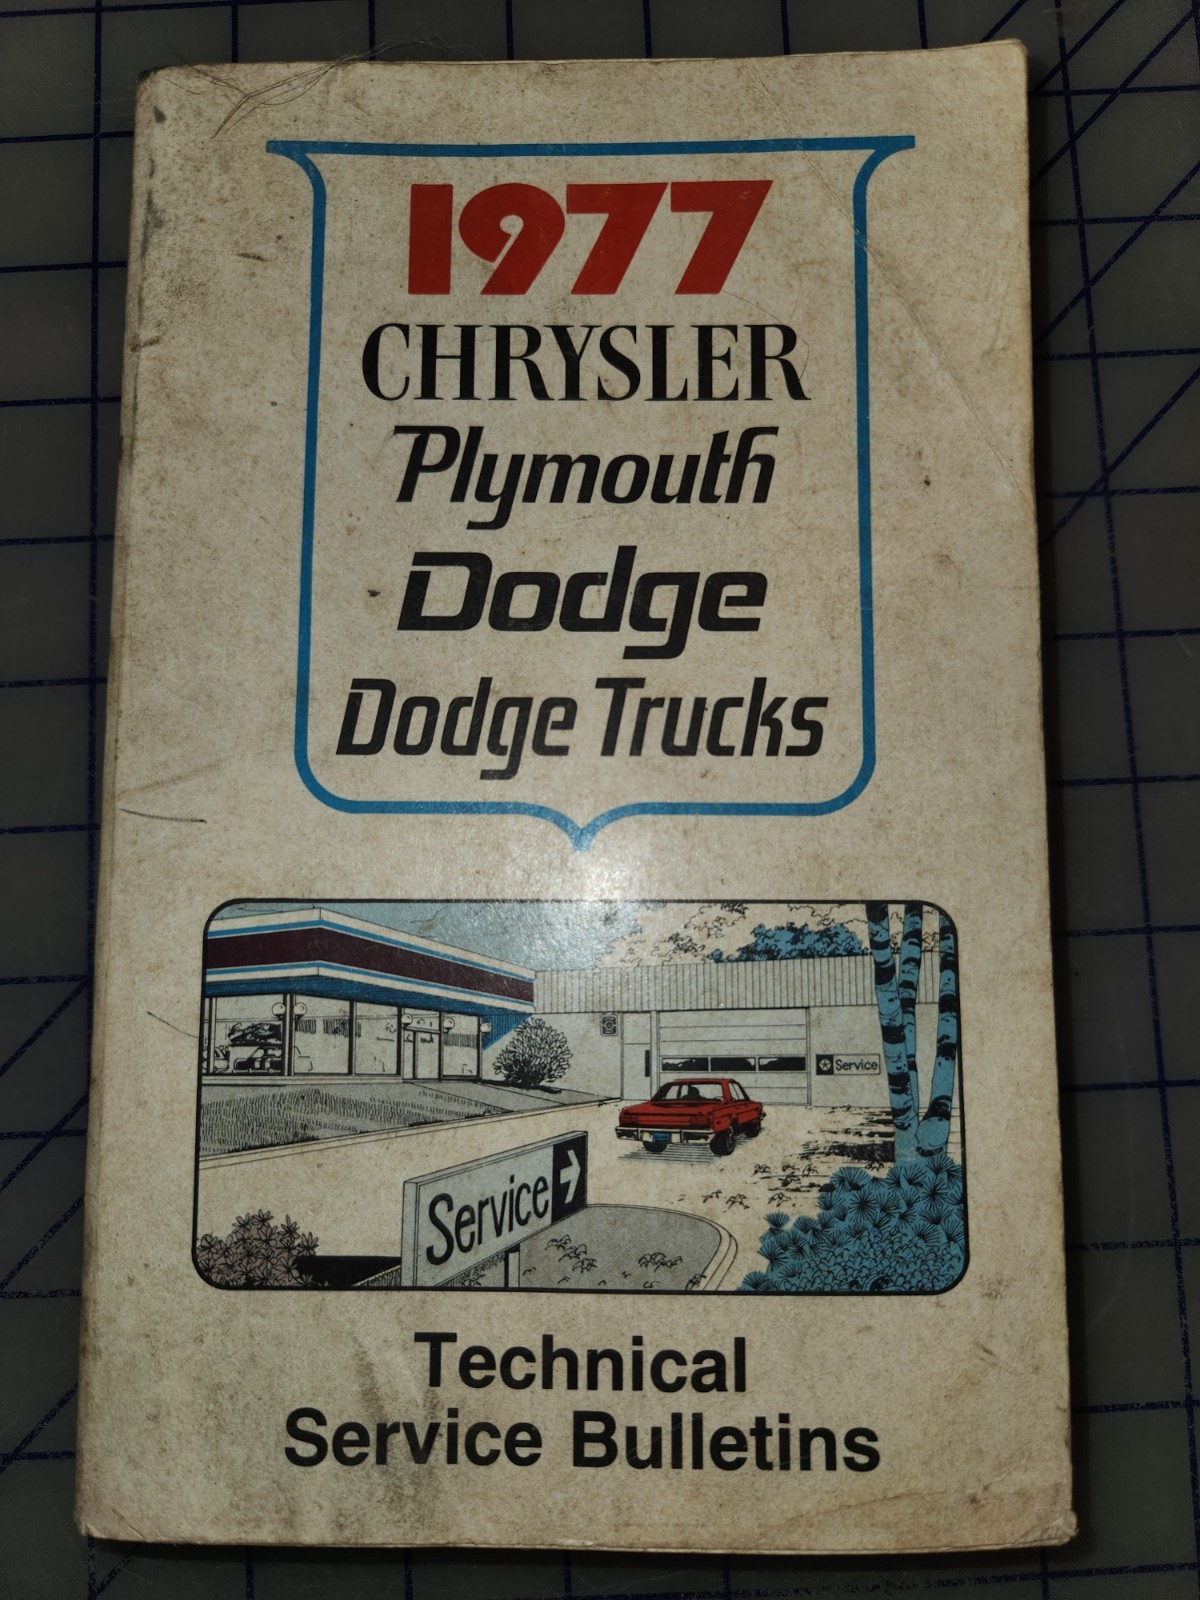 1977
CHRYSLER
Plymouth
Dodge
Dodge Trucks
Service
Service
Technical
Service Bulletins